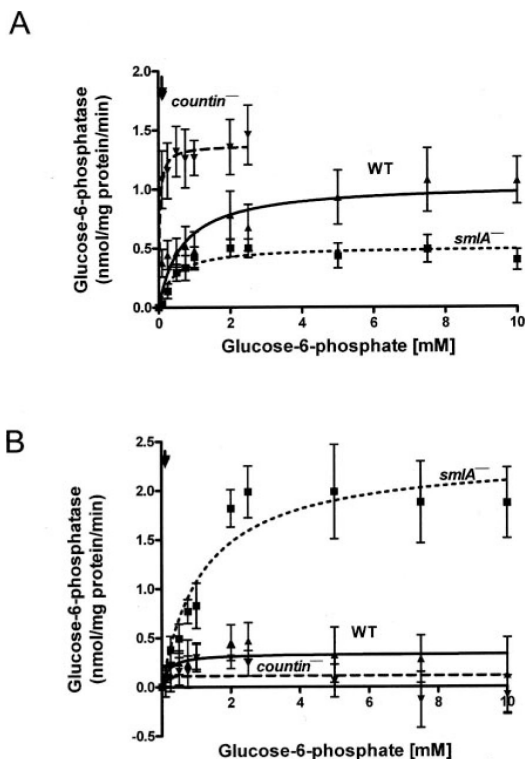 A
Glucose-6-phosphatase
(nmol/mg protein/min)
2.0
1.5
1.0
0.5
0.0
countin—
WT
smlA—
0 2 4 6 8 10
Glucose-6-phosphate [mM]
B
Glucose-6-phosphatase
(nmol/mg protein/min)
2.5
2.0
1.5
1.0
0.5
0.0
-0.5
smlA—
WT
countin—
2 4 6 8 10
Glucose-6-phosphate [mM]